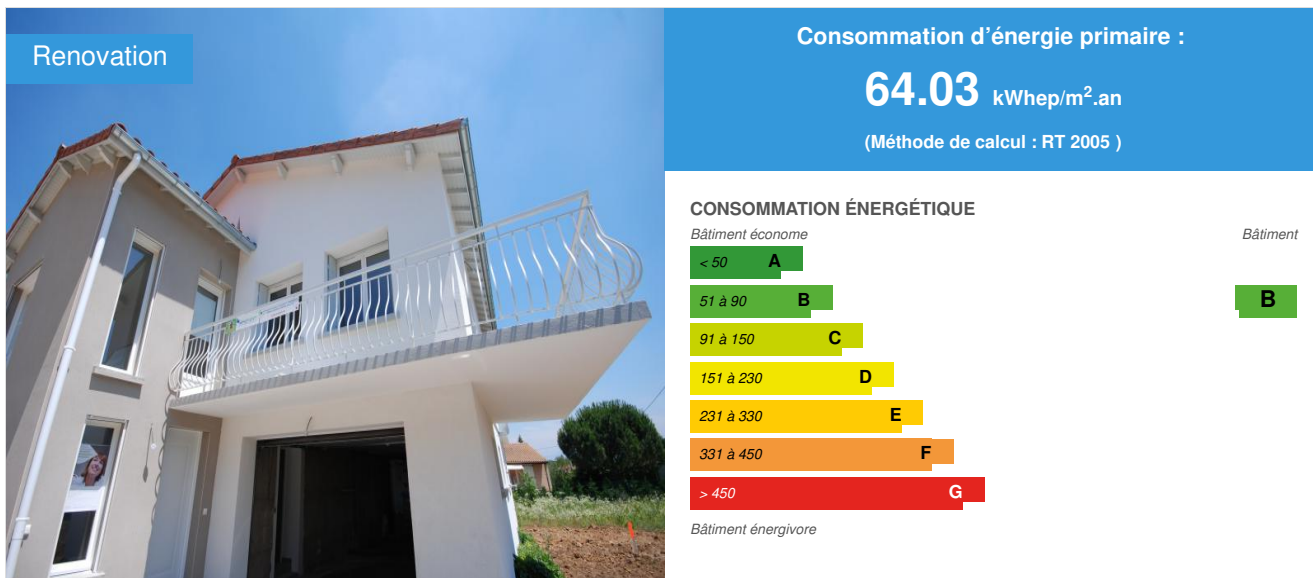 Renovation
Consommation d'énergie primaire :
64.03 kWhep/m².an
(Méthode de calcul : RT 2005 )
CONSOMMATION ÉNERGÉTIQUE
Bâtiment économe
Bâtiment
< 50 A
51 à 90 B
B
91 à 150 C
151 à 230 D
231 à 330 E
331 à 450 F
> 450 G
Bâtiment énergivore